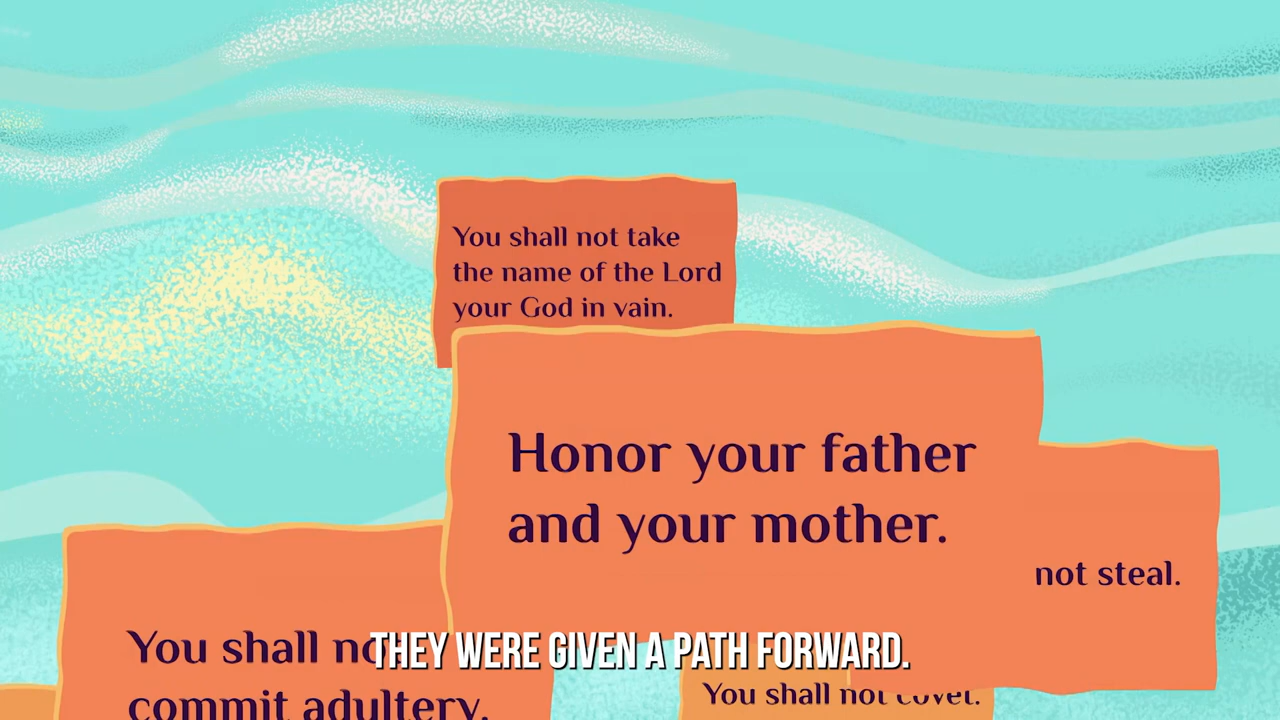 You shall not take
the name of the Lord
your God in vain.
Honor your father
and your mother.
not steal.
You shall not
commit adultery.
THEY WERE GIVEN A PATH FORWARD.
You shall not covet.